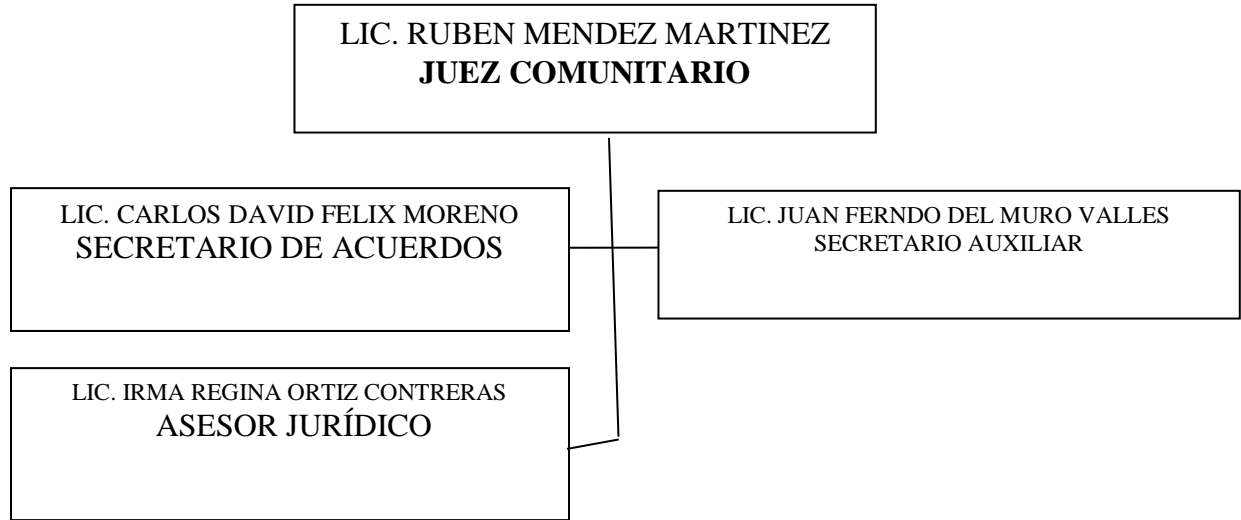 LIC. RUBEN MENDEZ MARTINEZ
JUEZ COMUNITARIO
LIC. CARLOS DAVID FELIX MORENO
SECRETARIO DE ACUERDOS
LIC. JUAN FERNDO DEL MURO VALLES
SECRETARIO AUXILIAR
LIC. IRMA REGINA ORTIZ CONTRERAS
ASESOR JURÍDICO